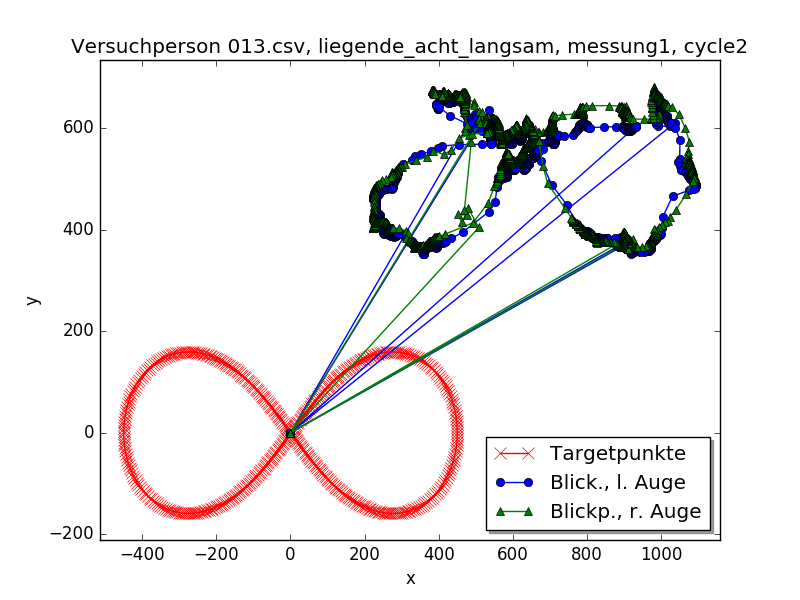 Versuchperson 013.csv, liegende_acht_langsam, messung1, cycle2
y
600
400
200
0
−200
−400
−200
0
200
400
600
800
1000
x
Targetpunkte
Blick., l. Auge
Blickp., r. Auge